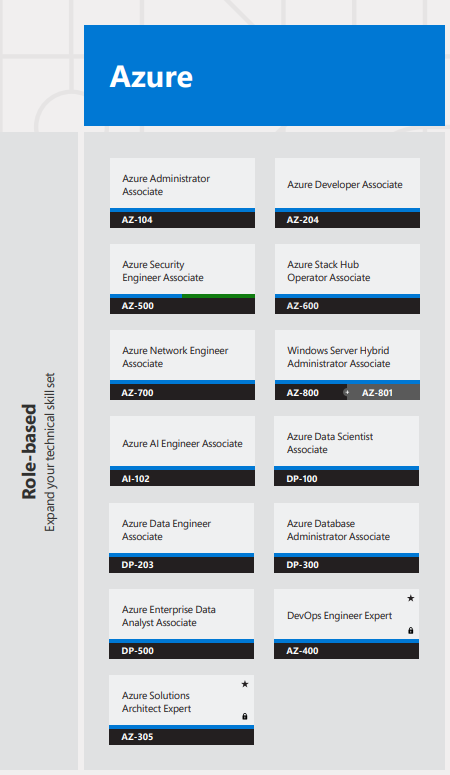 Azure
Role-based
Expand your technical skill set
Azure Administrator
Associate
AZ-104
Azure Developer Associate
AZ-204
Azure Security
Engineer Associate
AZ-500
Azure Stack Hub
Operator Associate
AZ-600
Azure Network Engineer
Associate
AZ-700
Windows Server Hybrid
Administrator Associate
AZ-800 + AZ-801
Azure AI Engineer Associate
AI-102
Azure Data Scientist
Associate
DP-100
Azure Data Engineer
Associate
DP-203
Azure Database
Administrator Associate
DP-300
Azure Enterprise Data
Analyst Associate
DP-500
DevOps Engineer Expert
AZ-400
Azure Solutions
Architect Expert
AZ-305